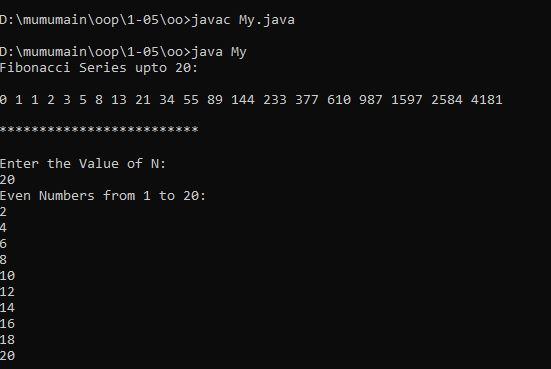 D:\mumumain\oop\1-05\oo>javac My.java
D:\mumumain\oop\1-05\oo>java My
Fibonacci Series upto 20:
0 1 1 2 3 5 8 13 21 34 55 89 144 233 377 610 987 1597 2584 4181
*************************
Enter the Value of N:
20
Even Numbers from 1 to 20:
2
4
6
8
10
12
14
16
18
20